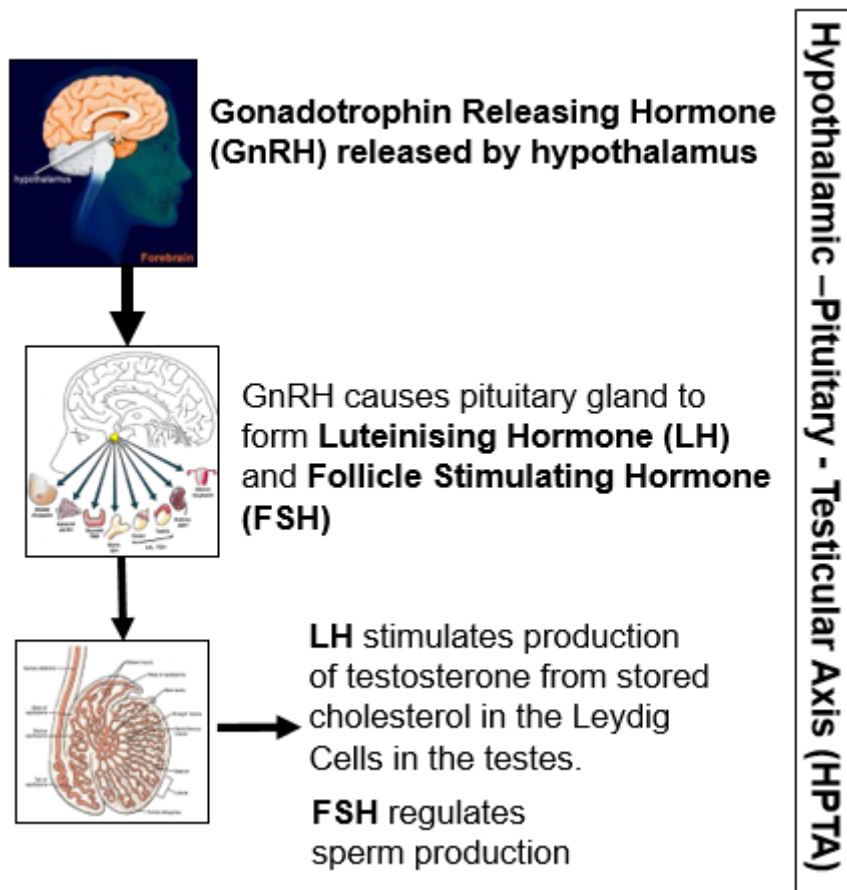 Gonadotrophin Releasing Hormone
(GnRH) released by hypothalamus
hypothalamus
Forebrain
GnRH causes pituitary gland to
form Luteinising Hormone (LH)
and Follicle Stimulating Hormone
(FSH)
LH stimulates production
of testosterone from stored
cholesterol in the Leydig
Cells in the testes.
FSH regulates
sperm production
Hypothalamic –Pituitary - Testicular Axis (HPTA)